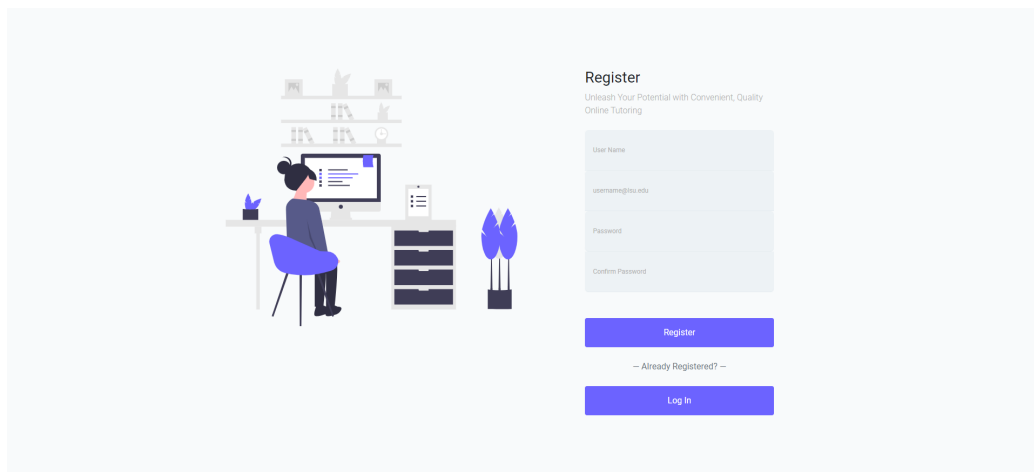 Register
Unleash Your Potential with Convenient, Quality
Online Tutoring
User Name
username@lsu.edu
Password
Confirm Password
Register
— Already Registered? —
Log In